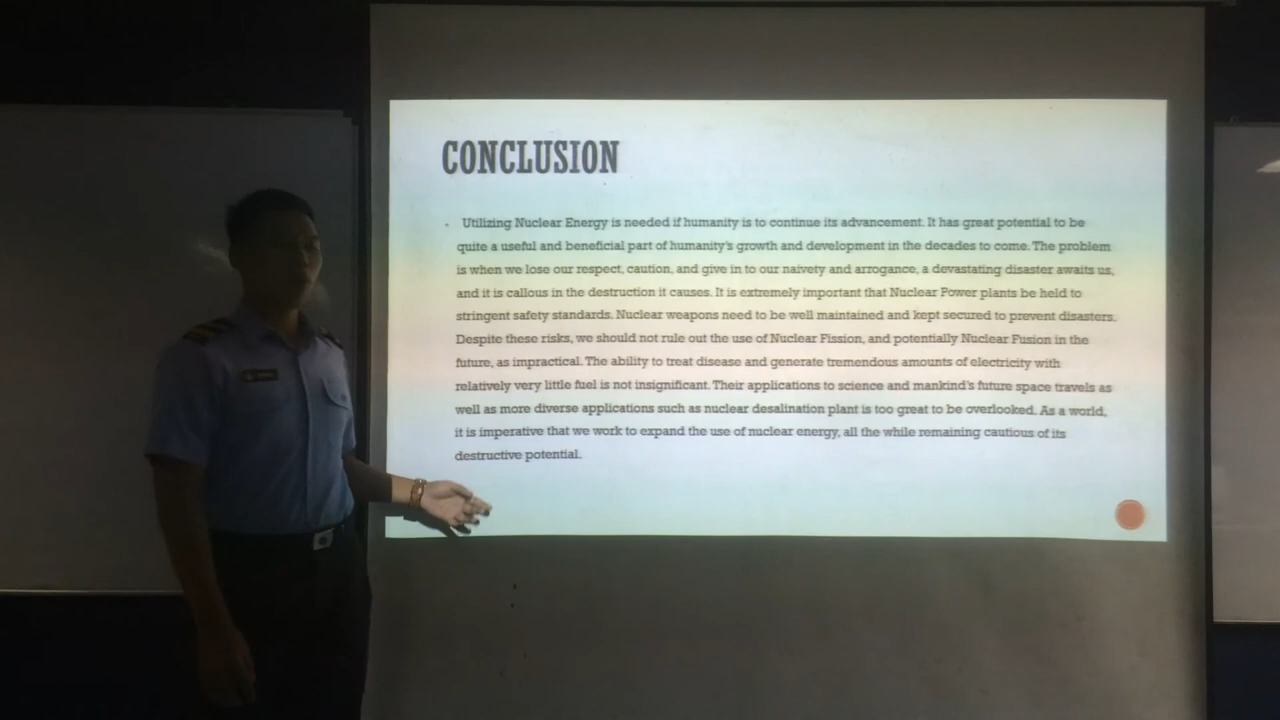 CONCLUSION
Utilizing Nuclear Energy is needed if humanity is to continue its advancement. It has great potential to be
quite a useful and beneficial part of humanity's growth and development in the decades to come. The problem
is when we lose our respect, caution, and give in to our naivety and arrogance, a devastating disaster awaits us,
and it is callous in the destruction it causes. It is extremely important that Nuclear Power plants be held to
stringent safety standards. Nuclear weapons need to be well maintained and kept secured to prevent disasters.
Despite these risks, we should not rule out the use of Nuclear Fission, and potentially Nuclear Fusion in the
future, as impractical. The ability to treat disease and generate tremendous amounts of electricity with
relatively very little fuel is not insignificant. Their applications to science and mankind's future space travels as
well as more diverse applications such as nuclear desalination plant is too great to be overlooked. As a world,
it is imperative that we work to expand the use of nuclear energy, all the while remaining cautious of its
destructive potential.